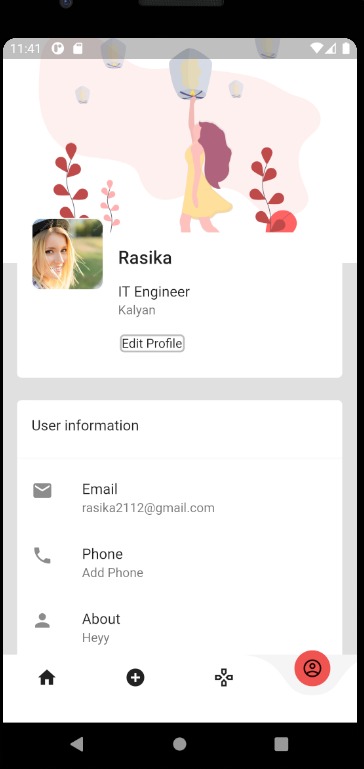 11:41
Rasika
IT Engineer
Kalyan
Edit Profile
User information
Email
rasika2112@gmail.com
Phone
Add Phone
About
Heyy